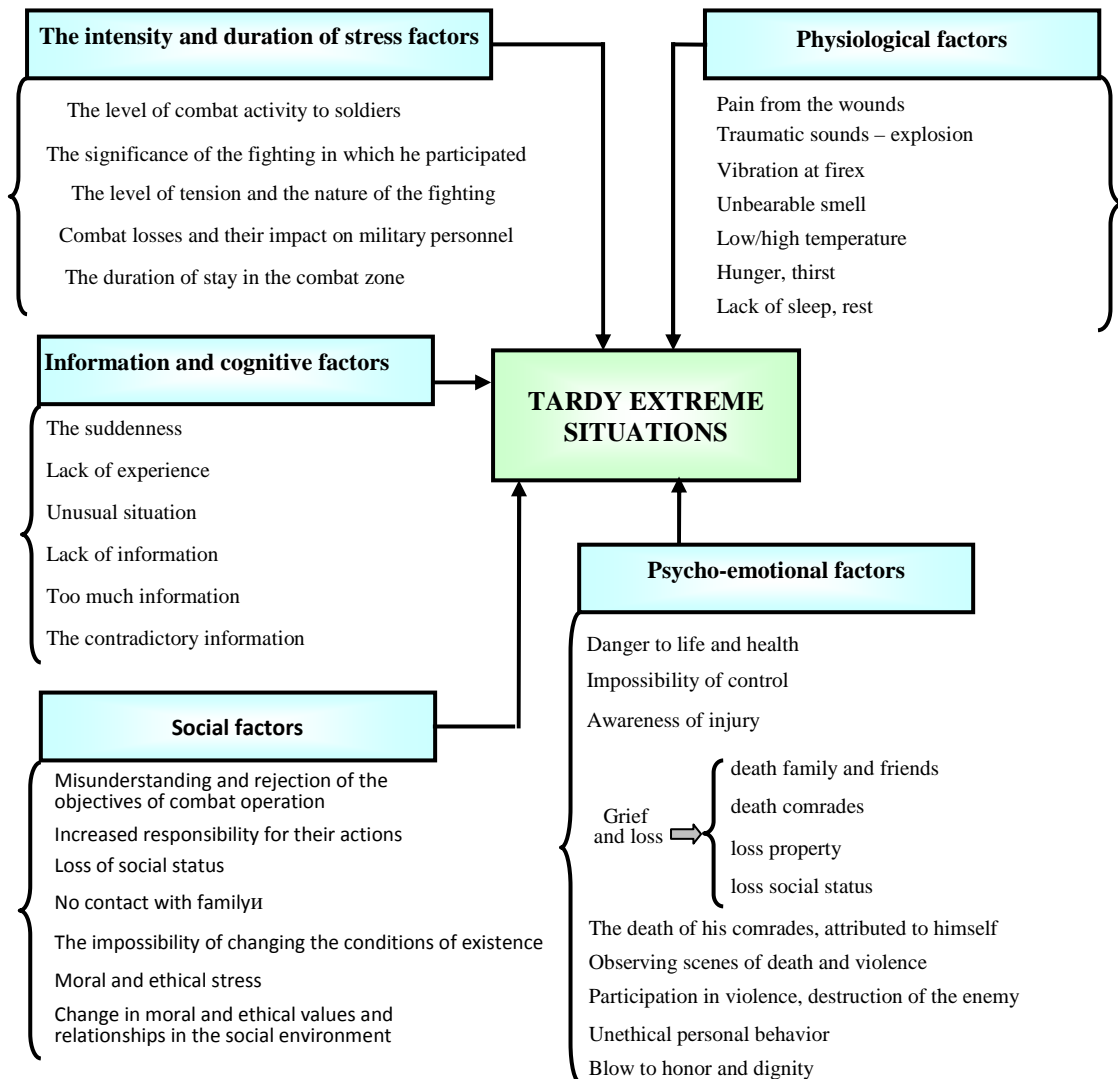 The intensity and duration of stress factors
The level of combat activity to soldiers
The significance of the fighting in which he participated
The level of tension and the nature of the fighting
Combat losses and their impact on military personnel
The duration of stay in the combat zone
Physiological factors
Pain from the wounds
Traumatic sounds – explosion
Vibration at firex
Unbearable smell
Low/high temperature
Hunger, thirst
Lack of sleep, rest
Information and cognitive factors
The suddenness
Lack of experience
Unusual situation
Lack of information
Too much information
The contradictory information
TARDY EXTREME
SITUATIONS
Social factors
Misunderstanding and rejection of the
objectives of combat operation
Increased responsibility for their actions
Loss of social status
No contact with familyи
The impossibility of changing the conditions of existence
Moral and ethical stress
Change in moral and ethical values and
relationships in the social environment
Psycho-emotional factors
Danger to life and health
Impossibility of control
Awareness of injury
Grief
and loss
death family and friends
death comrades
loss property
loss social status
The death of his comrades, attributed to himself
Observing scenes of death and violence
Participation in violence, destruction of the enemy
Unethical personal behavior
Blow to honor and dignity